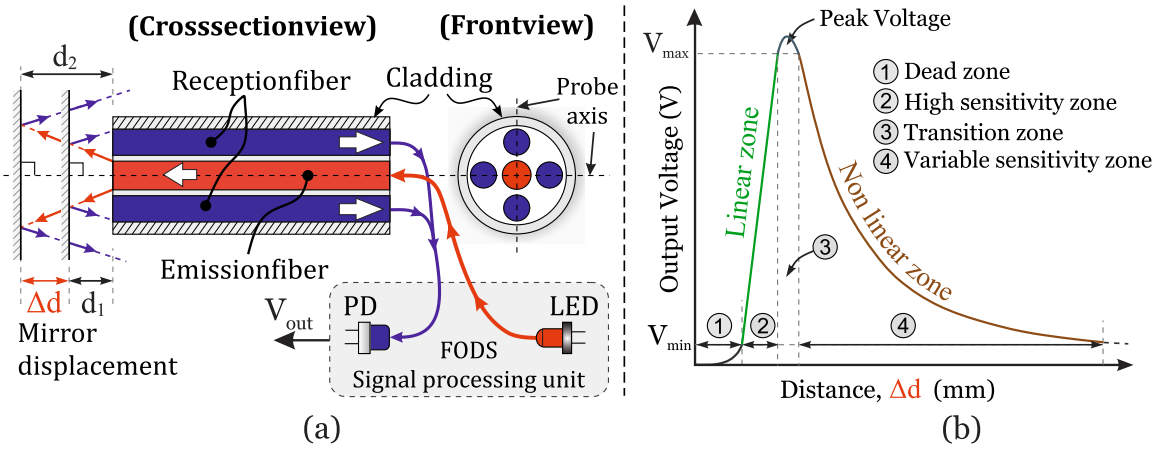 (Crosssectionview)
(Frontview)
d2
Receptionfiber
Cladding
Probe
axis
Emissionfiber
Δd
d1
Mirror
displacement
Vout
PD
LED
FODS
Signal processing unit
(a)
Peak Voltage
Vmax
1 Dead zone
2 High sensitivity zone
3 Transition zone
4 Variable sensitivity zone
Output Voltage (V)
Linear zone
Non linear zone
3
Vmin
1
2
4
Distance, Δd (mm)
(b)